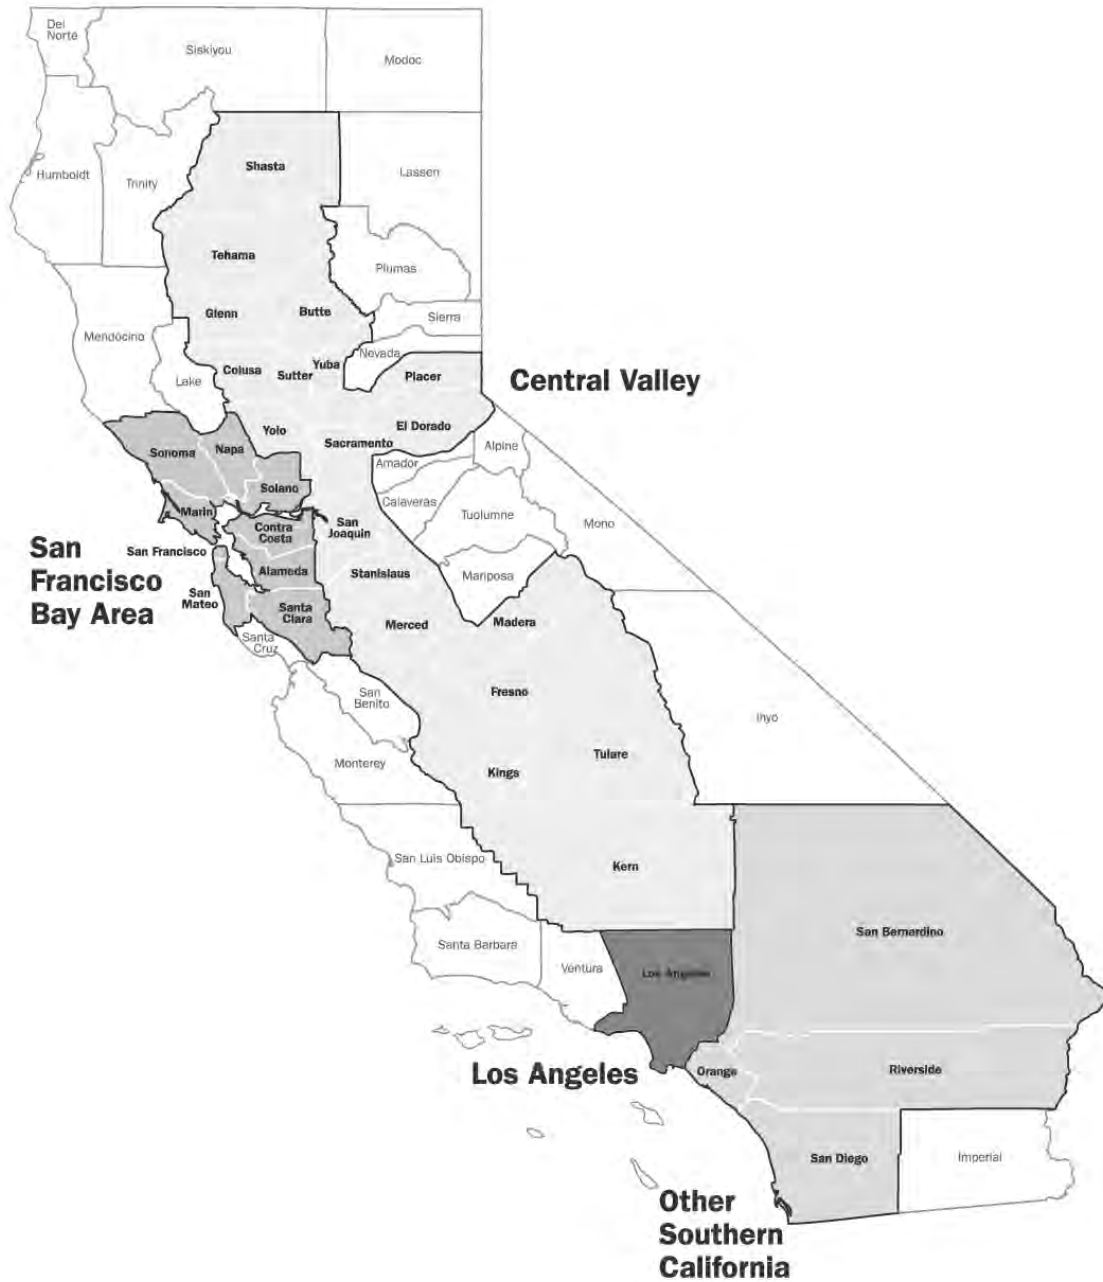 Del
Norte
Siskiyou
Modoc
Shasta
Lassen
Humboldt
Trinity
Tehama
Plumas
Glenn
Butte
Sierra
Mendocino
Nevada
Yuba
Colusa
Sutter
Placer
Lake
Central Valley
El Dorado
Yolo
Sacramento
Alpine
Sonoma
Napa
Amador
Solano
Calaveras
Marin
Tuolumne
Mono
Contra
Costa
San
Joaquin
San
Francisco
Bay Area
San Francisco
Alameda
Stanislaus
Mariposa
San
Mateo
Santa
Clara
Merced
Madera
Santa
Cruz
San
Benito
Fresno
Inyo
Monterey
Kings
Tulare
San Luis Obispo
Kern
San Bernardino
Santa Barbara
Ventura
Los Angeles
Los Angeles
Orange
Riverside
San Diego
Imperial
Other
Southern
California